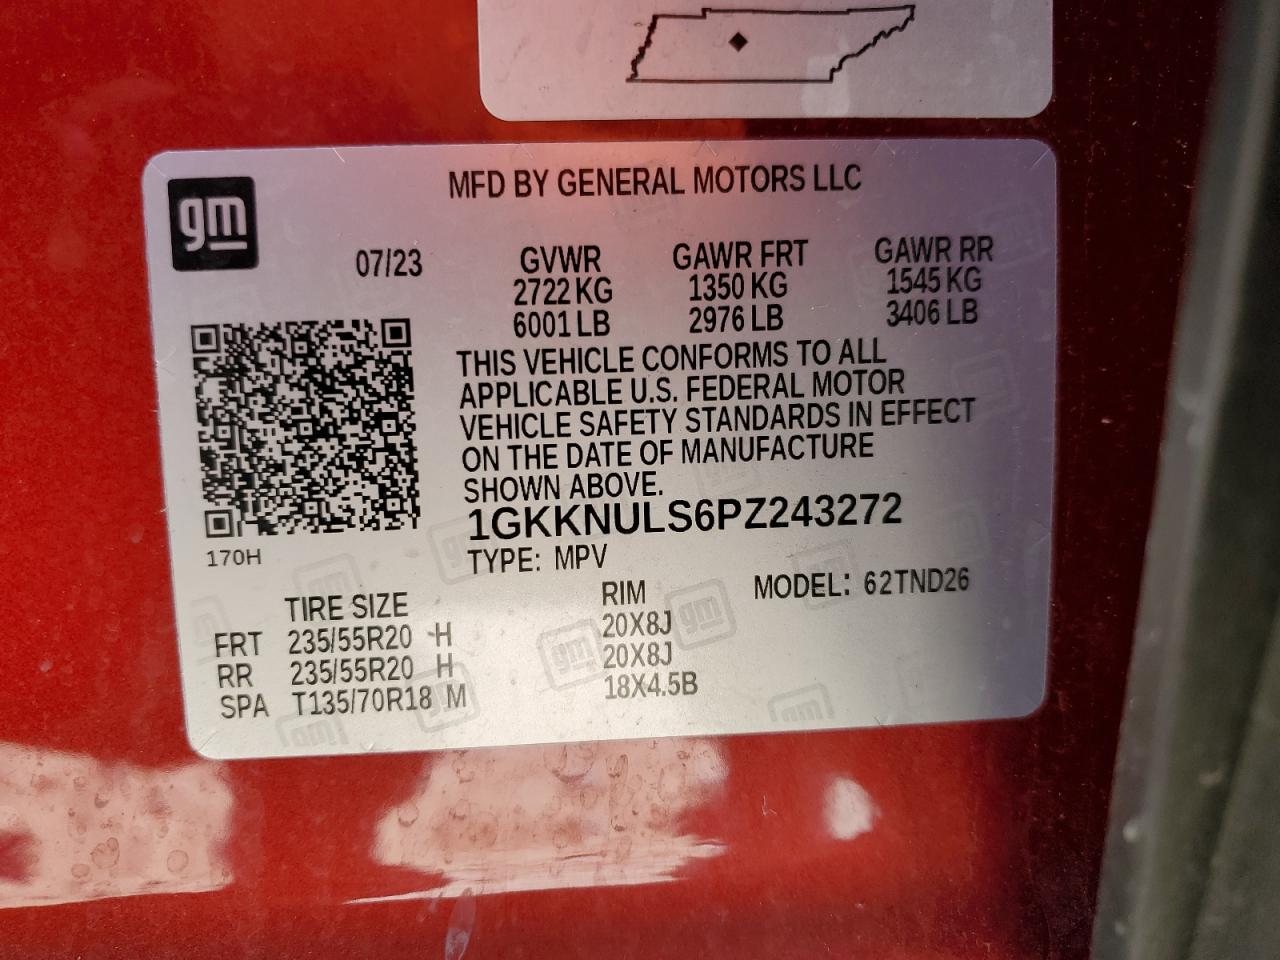 gm
MFD BY GENERAL MOTORS LLC
07/23 GVWR GAWR FRT GAWR RR
2722 KG 1350 KG 1545 KG
6001 LB 2976 LB 3406 LB
THIS VEHICLE CONFORMS TO ALL
APPLICABLE U.S. FEDERAL MOTOR
VEHICLE SAFETY STANDARDS IN EFFECT
ON THE DATE OF MANUFACTURE
SHOWN ABOVE.
1GKKNULS6PZ243272
170H
TYPE: MPV
MODEL: 62TND26
TIRE SIZE RIM
FRT 235/55R20 H 20X8J
RR 235/55R20 H 20X8J
SPA T135/70R18 M 18X4.5B